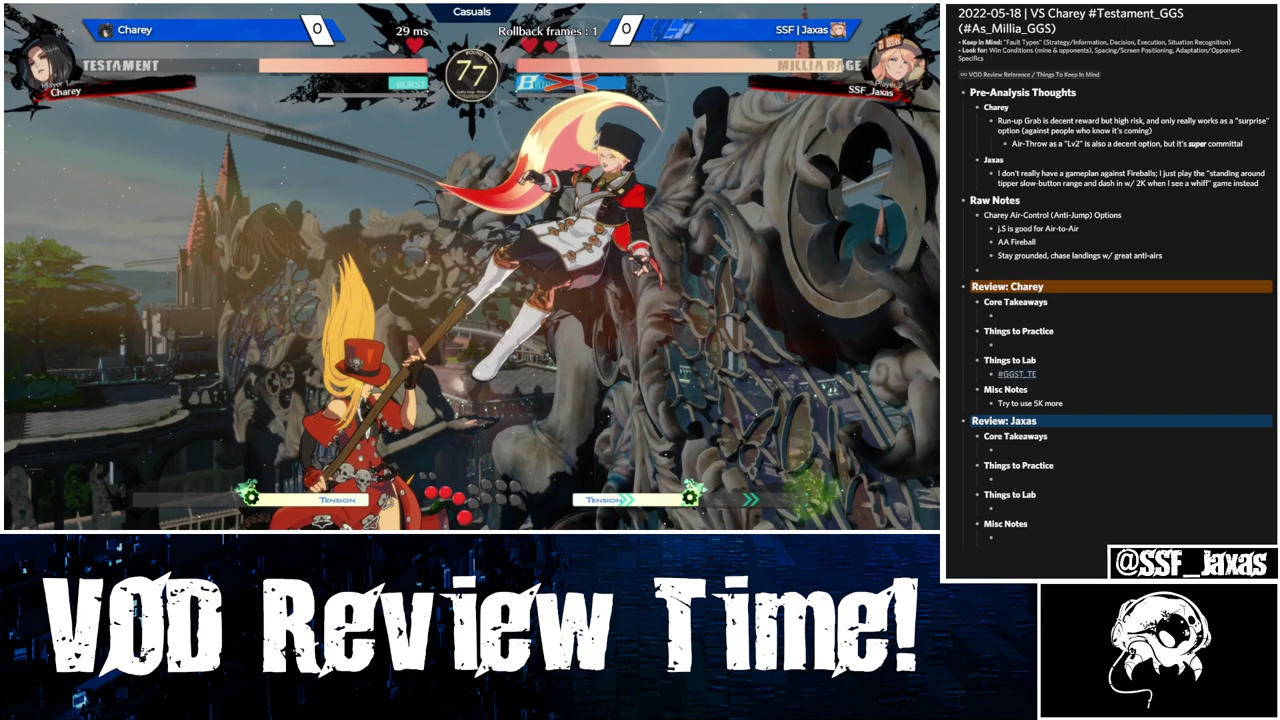 Casuals
Charey
0
29 ms
Rollback frames : 1
0
SSF | Jaxas
TESTAMENT
77
MILLIA RAGE
Player 1
Charey
BURST
Player 2
SSF_Jaxas
TENSION
TENSION
2022-05-18 | VS Charey #Testament_GGS
(#As_Millia_GGS)
- Keep in Mind: "Fault Types" (Strategy/Information, Decision, Execution, Situation Recognition)
- Look for: Win Conditions (mine & opponents), Spacing/Screen Positioning, Adaptation/Opponent-
Specifics
VOD Review Reference / Things To Keep In Mind
Pre-Analysis Thoughts
Charey
Run-up Grab is decent reward but high risk, and only really works as a "surprise"
option (against people who know it's coming)
Air-Throw as a "Lv2" is also a decent option, but it's super committal
Jaxas
I don't really have a gameplan against Fireballs; I just play the "standing around
tipper slow-button range and dash in w/ 2K when I see a whiff" game instead
Raw Notes
Charey Air-Control (Anti-Jump) Options
j.S is good for Air-to-Air
AA Fireball
Stay grounded, chase landings w/ great anti-airs
Review: Charey
Core Takeaways
Things to Practice
Things to Lab
#GGST_TE
Misc Notes
Try to use 5K more
Review: Jaxas
Core Takeaways
Things to Practice
Things to Lab
Misc Notes
@SSF_Jaxas
VOD Review Time!